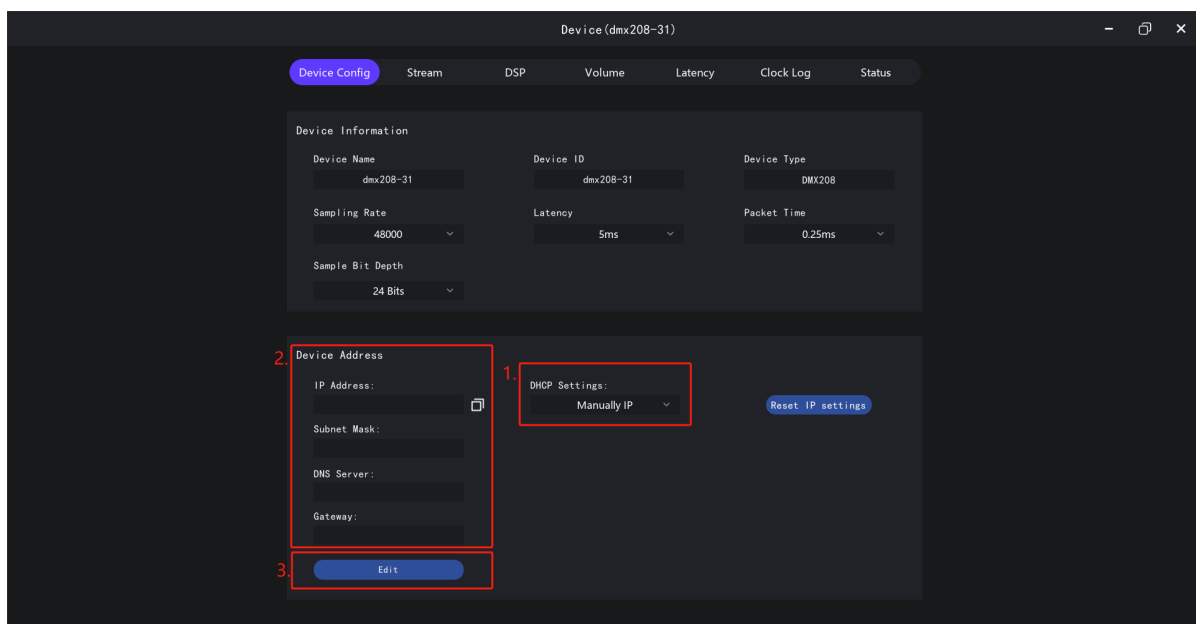 Device(dmx208-31)
Device Config Stream DSP Volume Latency Clock Log Status
Device Information
Device Name Device ID Device Type
dmx208-31 dmx208-31 DMX208
Sampling Rate Latency Packet Time
48000 5ms 0.25ms
Sample Bit Depth
24 Bits
2. Device Address
1.
IP Address: DHCP Settings:
Manually IP Reset IP settings
Subnet Mask:
DNS Server:
Gateway:
3. Edit